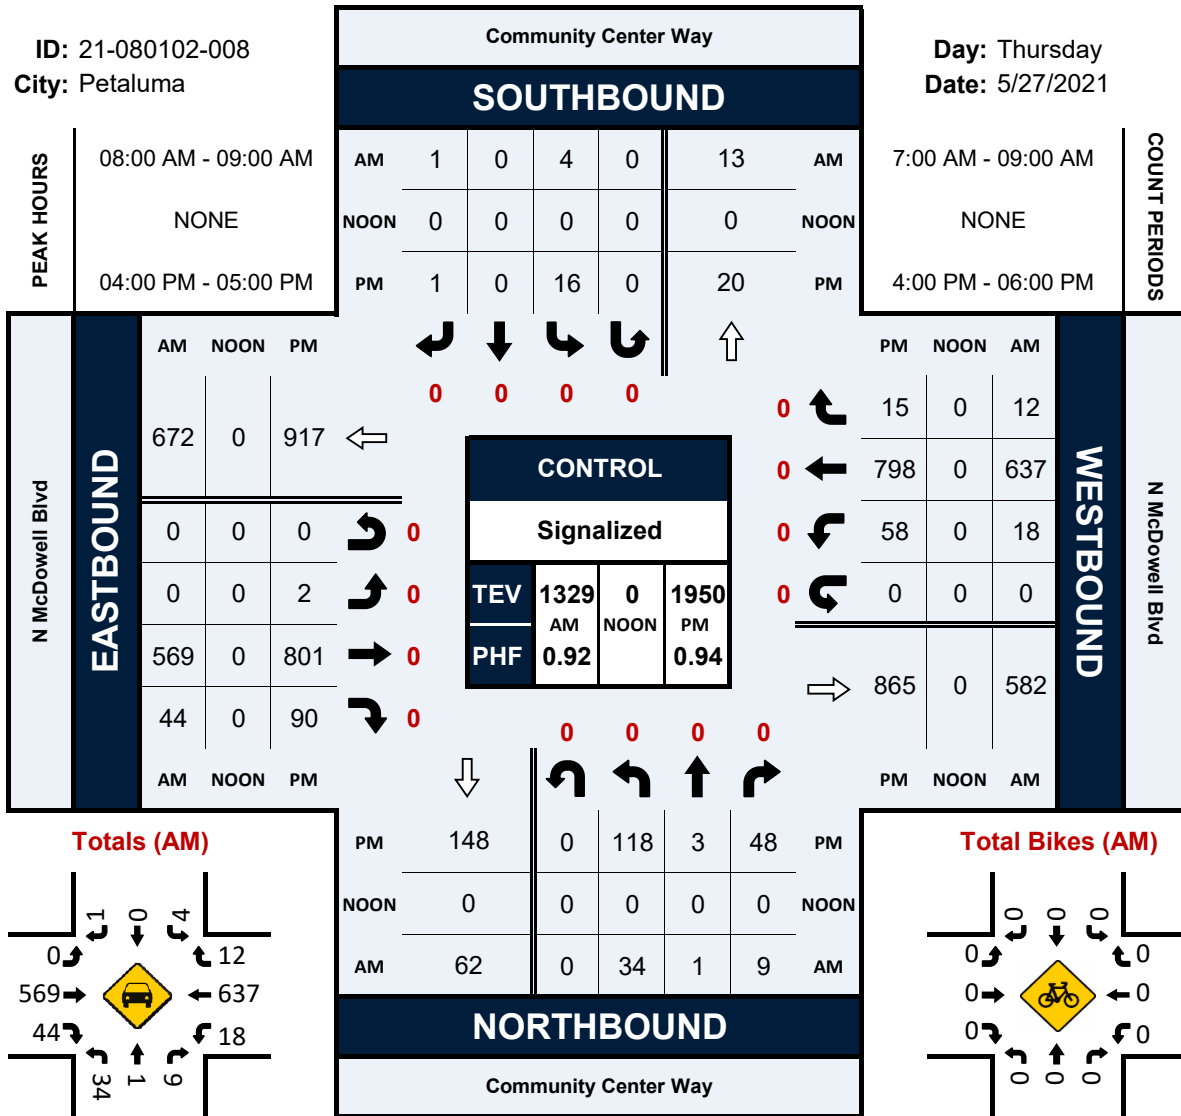 Community Center Way
ID: 21-080102-008
Day: Thursday
City: Petaluma
Date: 5/27/2021
SOUTHBOUND
PEAK HOURS
08:00 AM - 09:00 AM
NONE
04:00 PM - 05:00 PM
AM 1 0 4 0 13 AM
NOON 0 0 0 0 0 NOON
PM 1 0 16 0 20 PM
7:00 AM - 09:00 AM
NONE
4:00 PM - 06:00 PM
COUNT PERIODS
0 0 0 0
N McDowell Blvd
EASTBOUND
AM NOON PM
672 0 917
0 0 0 0
0 0 2 0
569 0 801 0
44 0 90 0
AM NOON PM
CONTROL
Signalized
TEV 1329 0 1950
AM NOON PM
PHF 0.92 0.94
PM NOON AM
0 15 0 12
0 798 0 637
0 58 0 18
0 0 0 0
865 0 582
PM NOON AM
WESTBOUND
N McDowell Blvd
0 0 0 0
PM 148 0 118 3 48 PM
NOON 0 0 0 0 0 NOON
AM 62 0 34 1 9 AM
NORTHBOUND
Community Center Way
Totals (AM)
1 0 4
0 12
569 637
44 18
34 1 9
Total Bikes (AM)
0 0 0
0 0
0 0
0 0
0 0 0